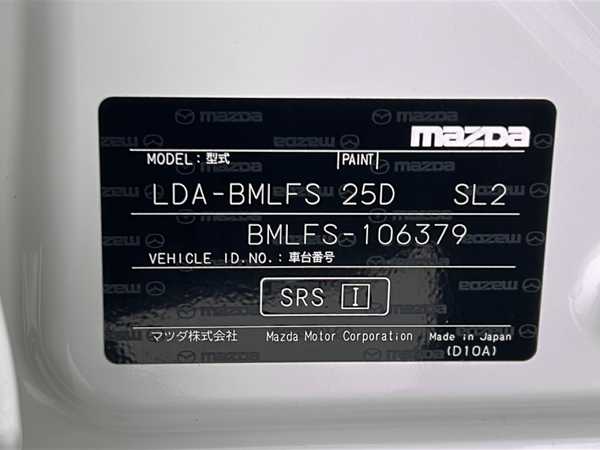 mazda
MODEL: 型式 PAINT
LDA-BMLFS 25D SL2
BMLFS-106379
VEHICLE ID.NO.: 車台番号
SRS I
マツダ株式会社 Mazda Motor Corporation Made in Japan
(D10A)